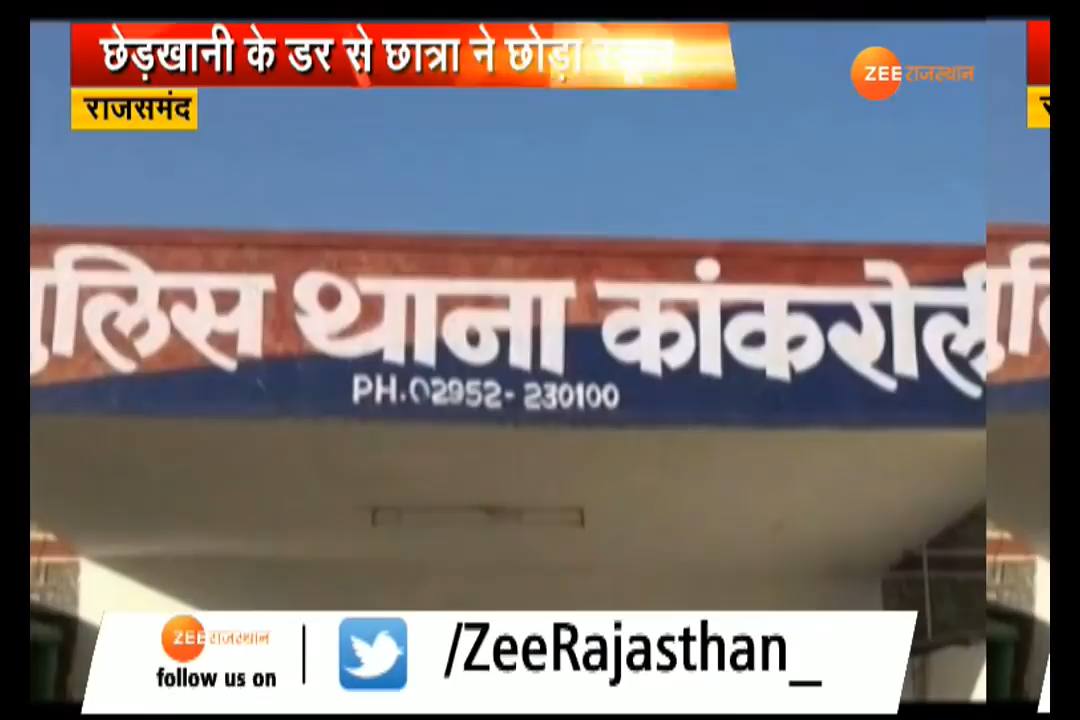 छेड़खानी के डर से छात्रा ने छोड़ा स्कूल
ZEE राजस्थान
राजसमंद
पुलिस थाना कांकरोली
PH.02952-230100
ZEE राजस्थान
follow us on
/ZeeRajasthan_